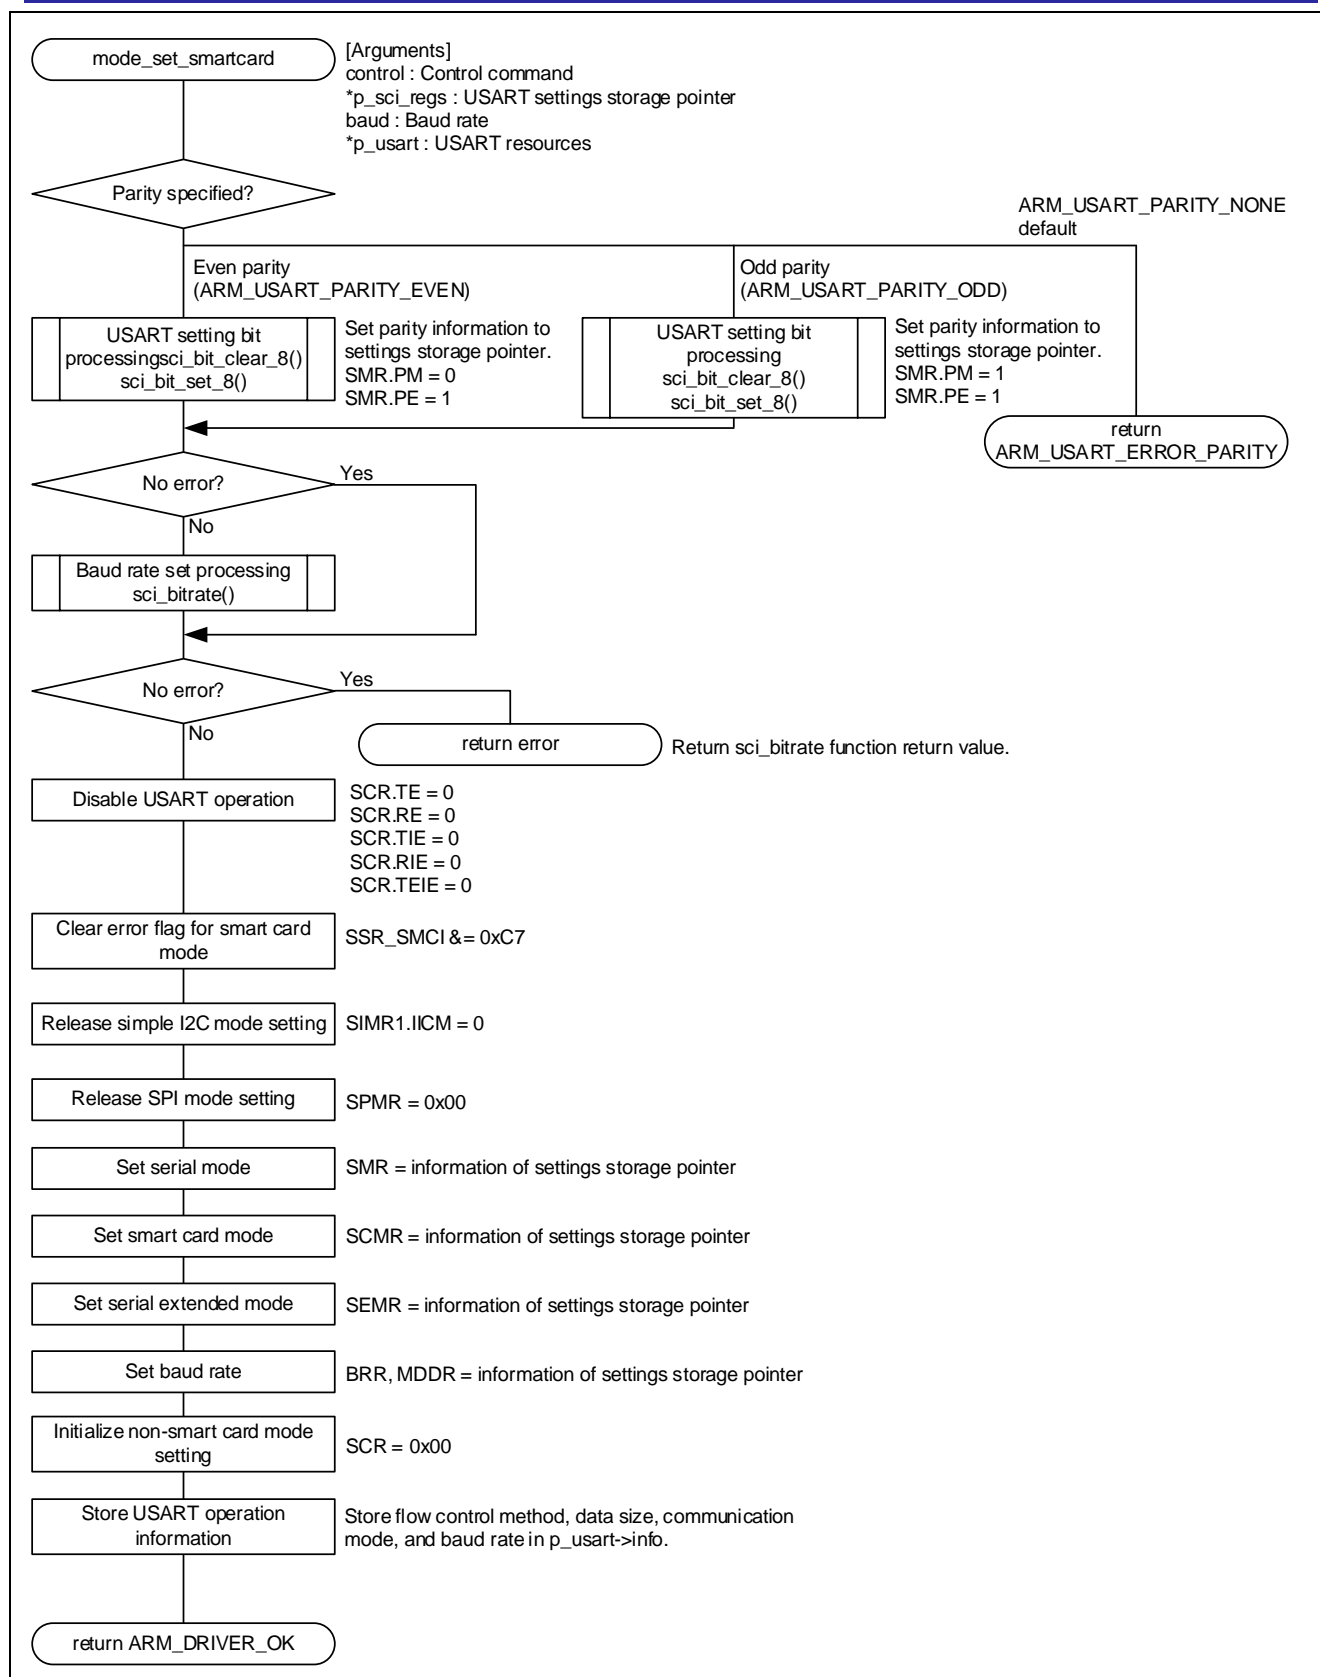 mode_set_smartcard
[Arguments]
control : Control command
*p_sci_regs : USART settings storage pointer
baud : Baud rate
*p_usart : USART resources
Parity specified?
ARM_USART_PARITY_NONE
default
Even parity
(ARM_USART_PARITY_EVEN)
Odd parity
(ARM_USART_PARITY_ODD)
USART setting bit
processingsci_bit_clear_8()
sci_bit_set_8()
Set parity information to
settings storage pointer.
SMR.PM = 0
SMR.PE = 1
USART setting bit
processing
sci_bit_clear_8()
sci_bit_set_8()
Set parity information to
settings storage pointer.
SMR.PM = 1
SMR.PE = 1
return
ARM_USART_ERROR_PARITY
No error?
Yes
No
Baud rate set processing
sci_bitrate()
No error?
Yes
No
return error
Return sci_bitrate function return value.
Disable USART operation
SCR.TE = 0
SCR.RE = 0
SCR.TIE = 0
SCR.RIE = 0
SCR.TEIE = 0
Clear error flag for smart card
mode
SSR_SMCI &= 0xC7
Release simple I2C mode setting
SIMR1.IICM = 0
Release SPI mode setting
SPMR = 0x00
Set serial mode
SMR = information of settings storage pointer
Set smart card mode
SCMR = information of settings storage pointer
Set serial extended mode
SEMR = information of settings storage pointer
Set baud rate
BRR, MDDR = information of settings storage pointer
Initialize non-smart card mode
setting
SCR = 0x00
Store USART operation
information
Store flow control method, data size, communication
mode, and baud rate in p_usart->info.
return ARM_DRIVER_OK